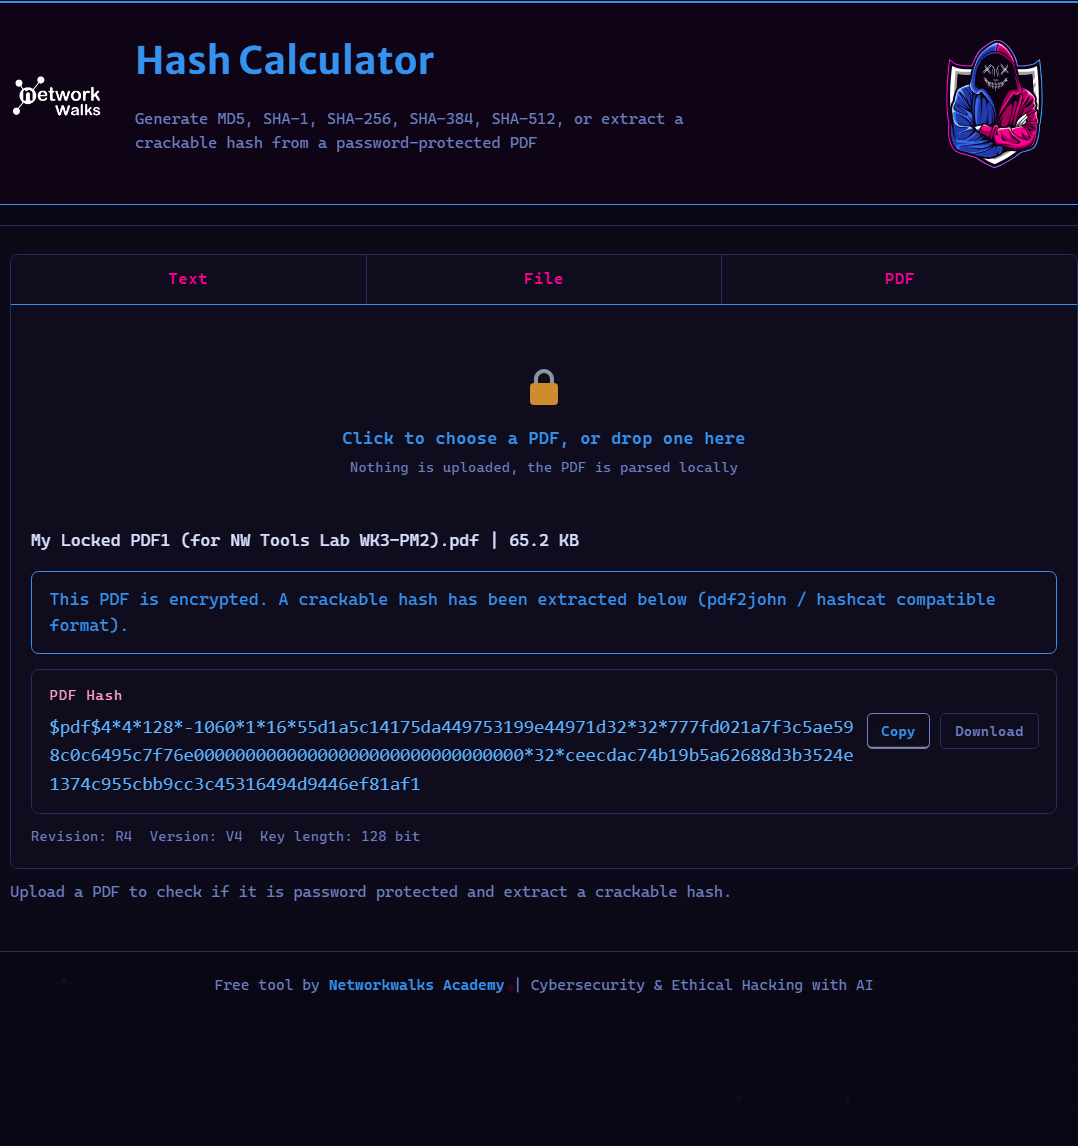 network
walks
Hash Calculator
Generate MD5, SHA-1, SHA-256, SHA-384, SHA-512, or extract a
crackable hash from a password-protected PDF
Text
File
PDF
Click to choose a PDF, or drop one here
Nothing is uploaded, the PDF is parsed locally
My Locked PDF1 (for NW Tools Lab WK3-PM2).pdf | 65.2 KB
This PDF is encrypted. A crackable hash has been extracted below (pdf2john / hashcat compatible
format).
PDF Hash
$pdf$4*4*128*-1060*1*16*55d1a5c14175da449753199e44971d32*32*777fd021a7f3c5ae59
8c0c6495c7f76e00000000000000000000000000000000*32*ceecdac74b19b5a62688d3b3524e
1374c955cbb9cc3c45316494d9446ef81af1
Copy
Download
Revision: R4 Version: V4 Key length: 128 bit
Upload a PDF to check if it is password protected and extract a crackable hash.
Free tool by Networkwalks Academy | Cybersecurity & Ethical Hacking with AI